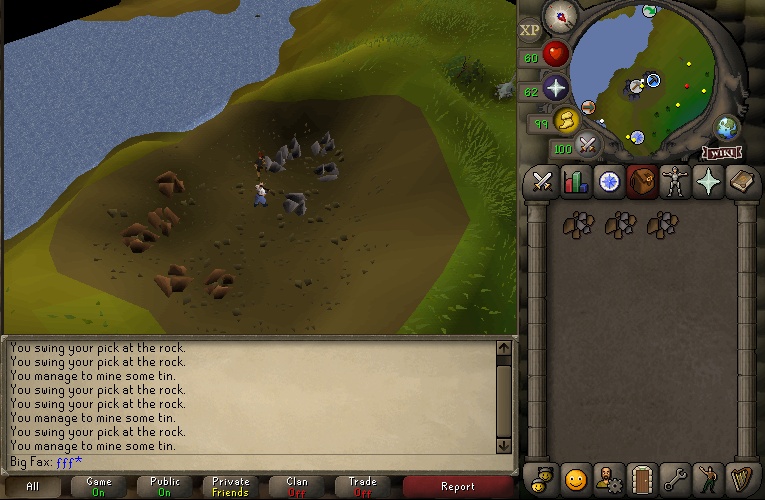 XP
60
62
99
100
WIKI
You swing your pick at the rock.
You swing your pick at the rock.
You manage to mine some tin.
You swing your pick at the rock.
You swing your pick at the rock.
You manage to mine some tin.
You swing your pick at the rock.
You manage to mine some tin.
Big Fax: fff*
All
Game
On
Public
On
Private
Friends
Clan
Off
Trade
Off
Report